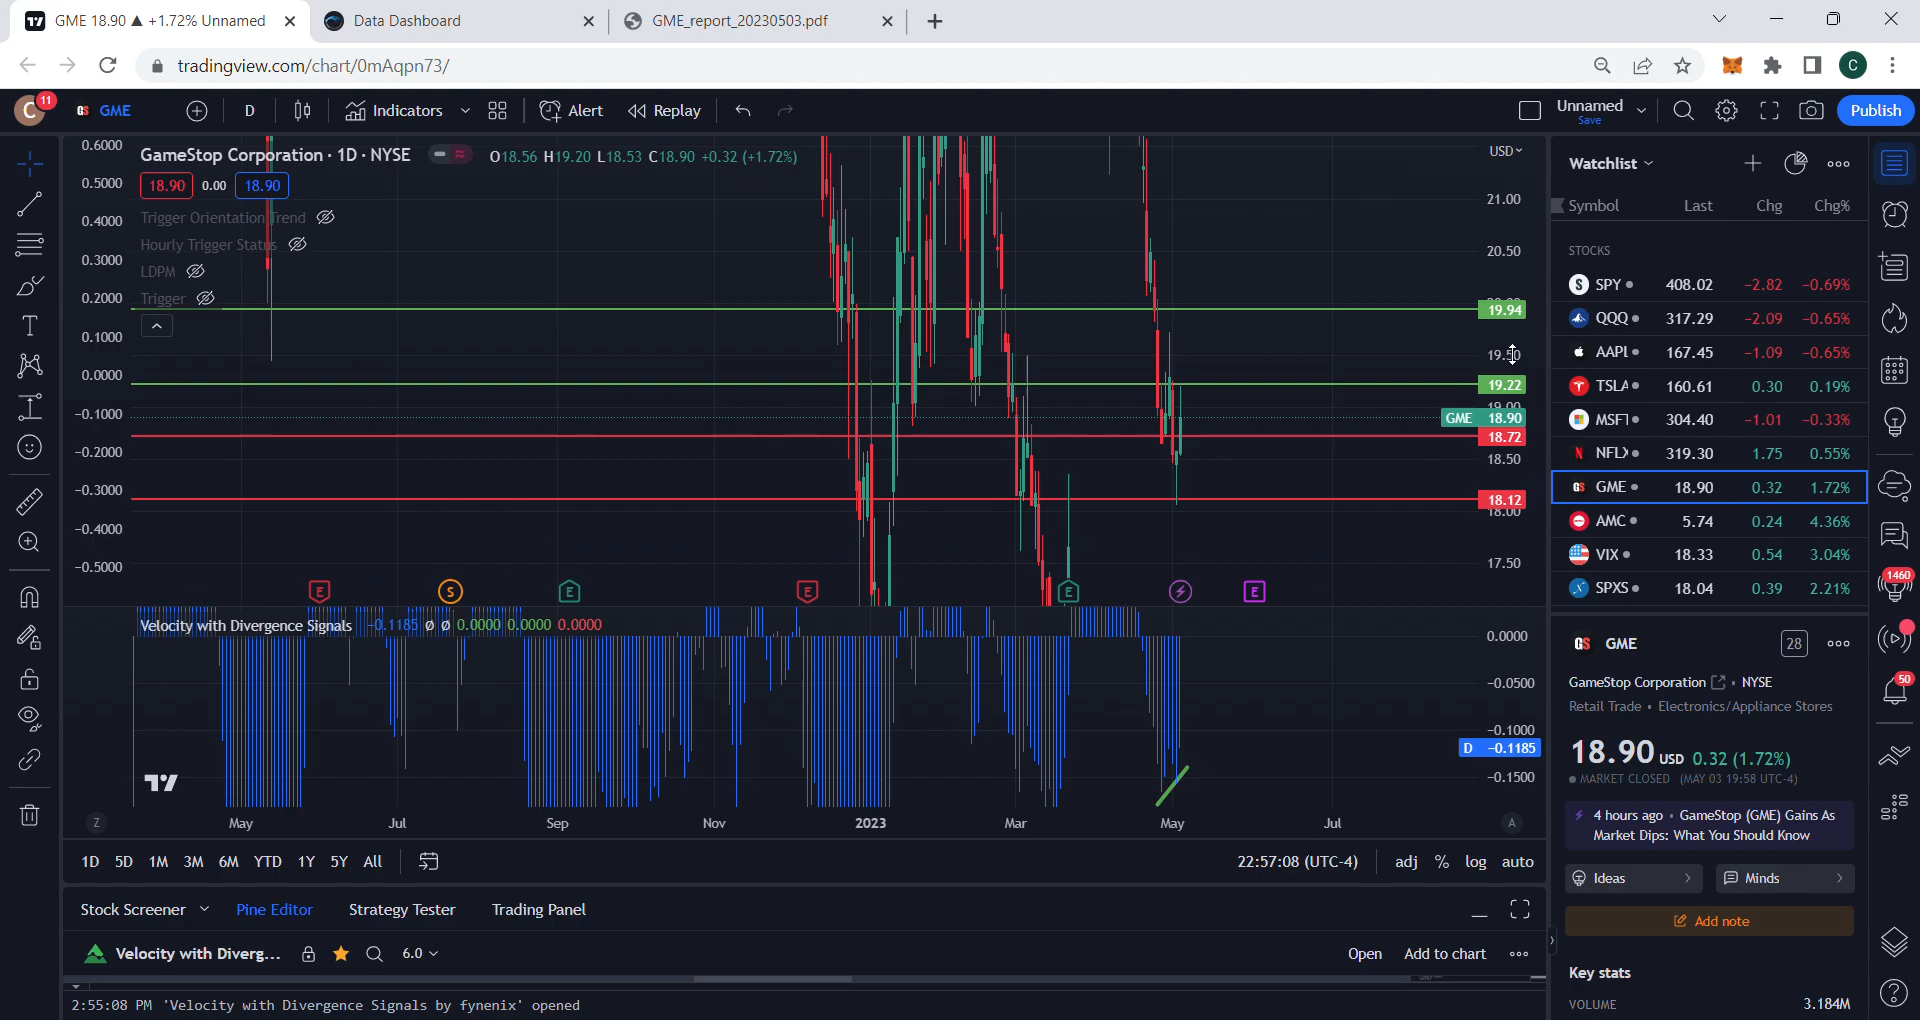 GME 18.90 ▲ +1.72% Unnamed
Data Dashboard
GME_report_20230503.pdf
tradingview.com/chart/0mAqpn73/
C
C
11
GS GME
D
Indicators
Alert
Replay
Unnamed
Save
Publish
GameStop Corporation · 1D · NYSE
O18.56 H19.20 L18.53 C18.90 +0.32 (+1.72%)
18.90 0.00 18.90
Trigger Orientation Trend
Hourly Trigger Status
LDPM
Trigger
0.6000
0.5000
0.4000
0.3000
0.2000
0.1000
0.0000
-0.1000
-0.2000
-0.3000
-0.4000
-0.5000
USD
21.00
20.50
19.94
19.50
19.22
19.00
GME 18.90
18.72
18.50
18.12
18.00
17.50
E
S
E
E
E
E
Velocity with Divergence Signals -0.1185 ø ø 0.0000 0.0000 0.0000
0.0000
-0.0500
-0.1000
D -0.1185
-0.1500
Z
May
Jul
Sep
Nov
2023
Mar
May
Jul
A
1D 5D 1M 3M 6M YTD 1Y 5Y All
22:57:08 (UTC-4)
adj % log auto
Stock Screener
Pine Editor
Strategy Tester
Trading Panel
Velocity with Diverg...
6.0
Open
Add to chart
2:55:08 PM 'Velocity with Divergence Signals by fynenix' opened
Watchlist
Symbol Last Chg Chg%
STOCKS
S SPY 408.02 -2.82 -0.69%
QQQ 317.29 -2.09 -0.65%
AAPL 167.45 -1.09 -0.65%
TSLA 160.61 0.30 0.19%
MSFT 304.40 -1.01 -0.33%
N NFLX 319.30 1.75 0.55%
GS GME 18.90 0.32 1.72%
AMC 5.74 0.24 4.36%
VIX 18.33 0.54 3.04%
SPXS 18.04 0.39 2.21%
GS GME
28
GameStop Corporation • NYSE
Retail Trade • Electronics/Appliance Stores
18.90 USD 0.32 (1.72%)
MARKET CLOSED (MAY 03 19:58 UTC-4)
4 hours ago • GameStop (GME) Gains As
Market Dips: What You Should Know
Ideas
Minds
Add note
Key stats
VOLUME 3.184M
1460
50